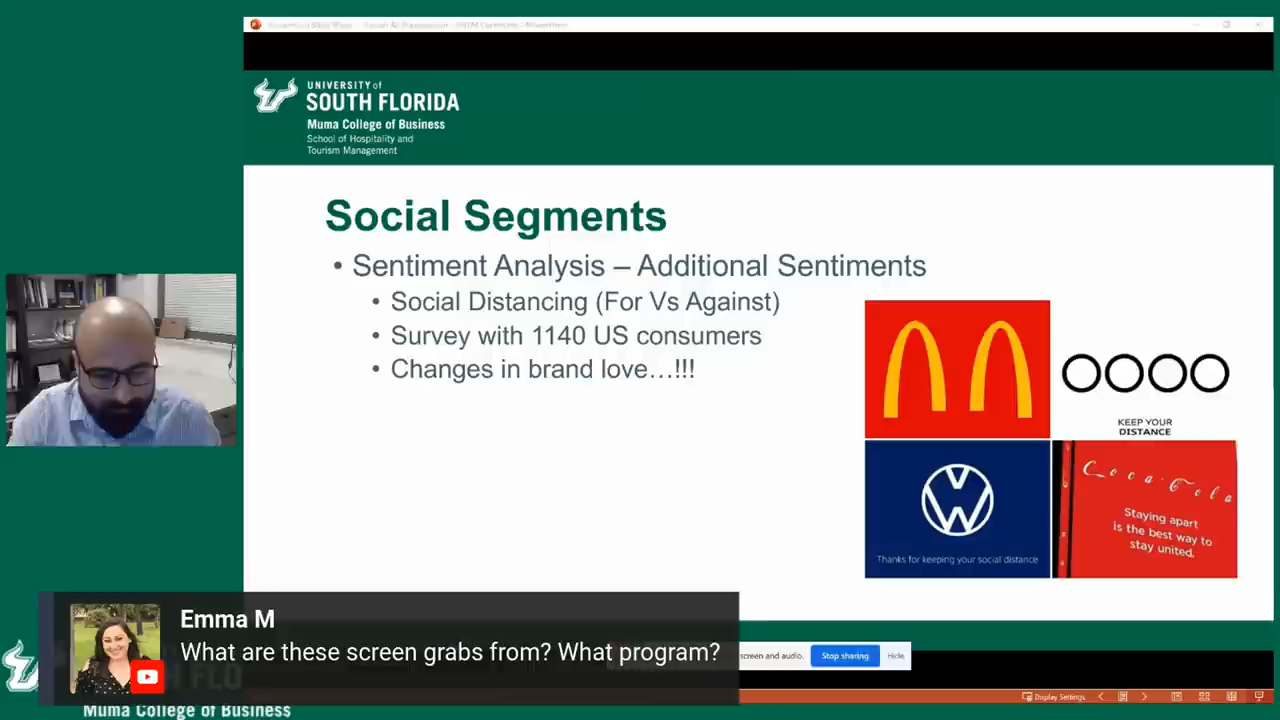 UNIVERSITY of
SOUTH FLORIDA
Muma College of Business
School of Hospitality and
Tourism Management
Social Segments
• Sentiment Analysis – Additional Sentiments
• Social Distancing (For Vs Against)
• Survey with 1140 US consumers
• Changes in brand love…!!!
KEEP YOUR
DISTANCE
Thanks for keeping your social distance
Coca-Cola
Staying apart
is the best way to
stay united.
Emma M
What are these screen grabs from? What program?
screen and audio.
Stop sharing
Hide
Display Settings
Muma College of Business